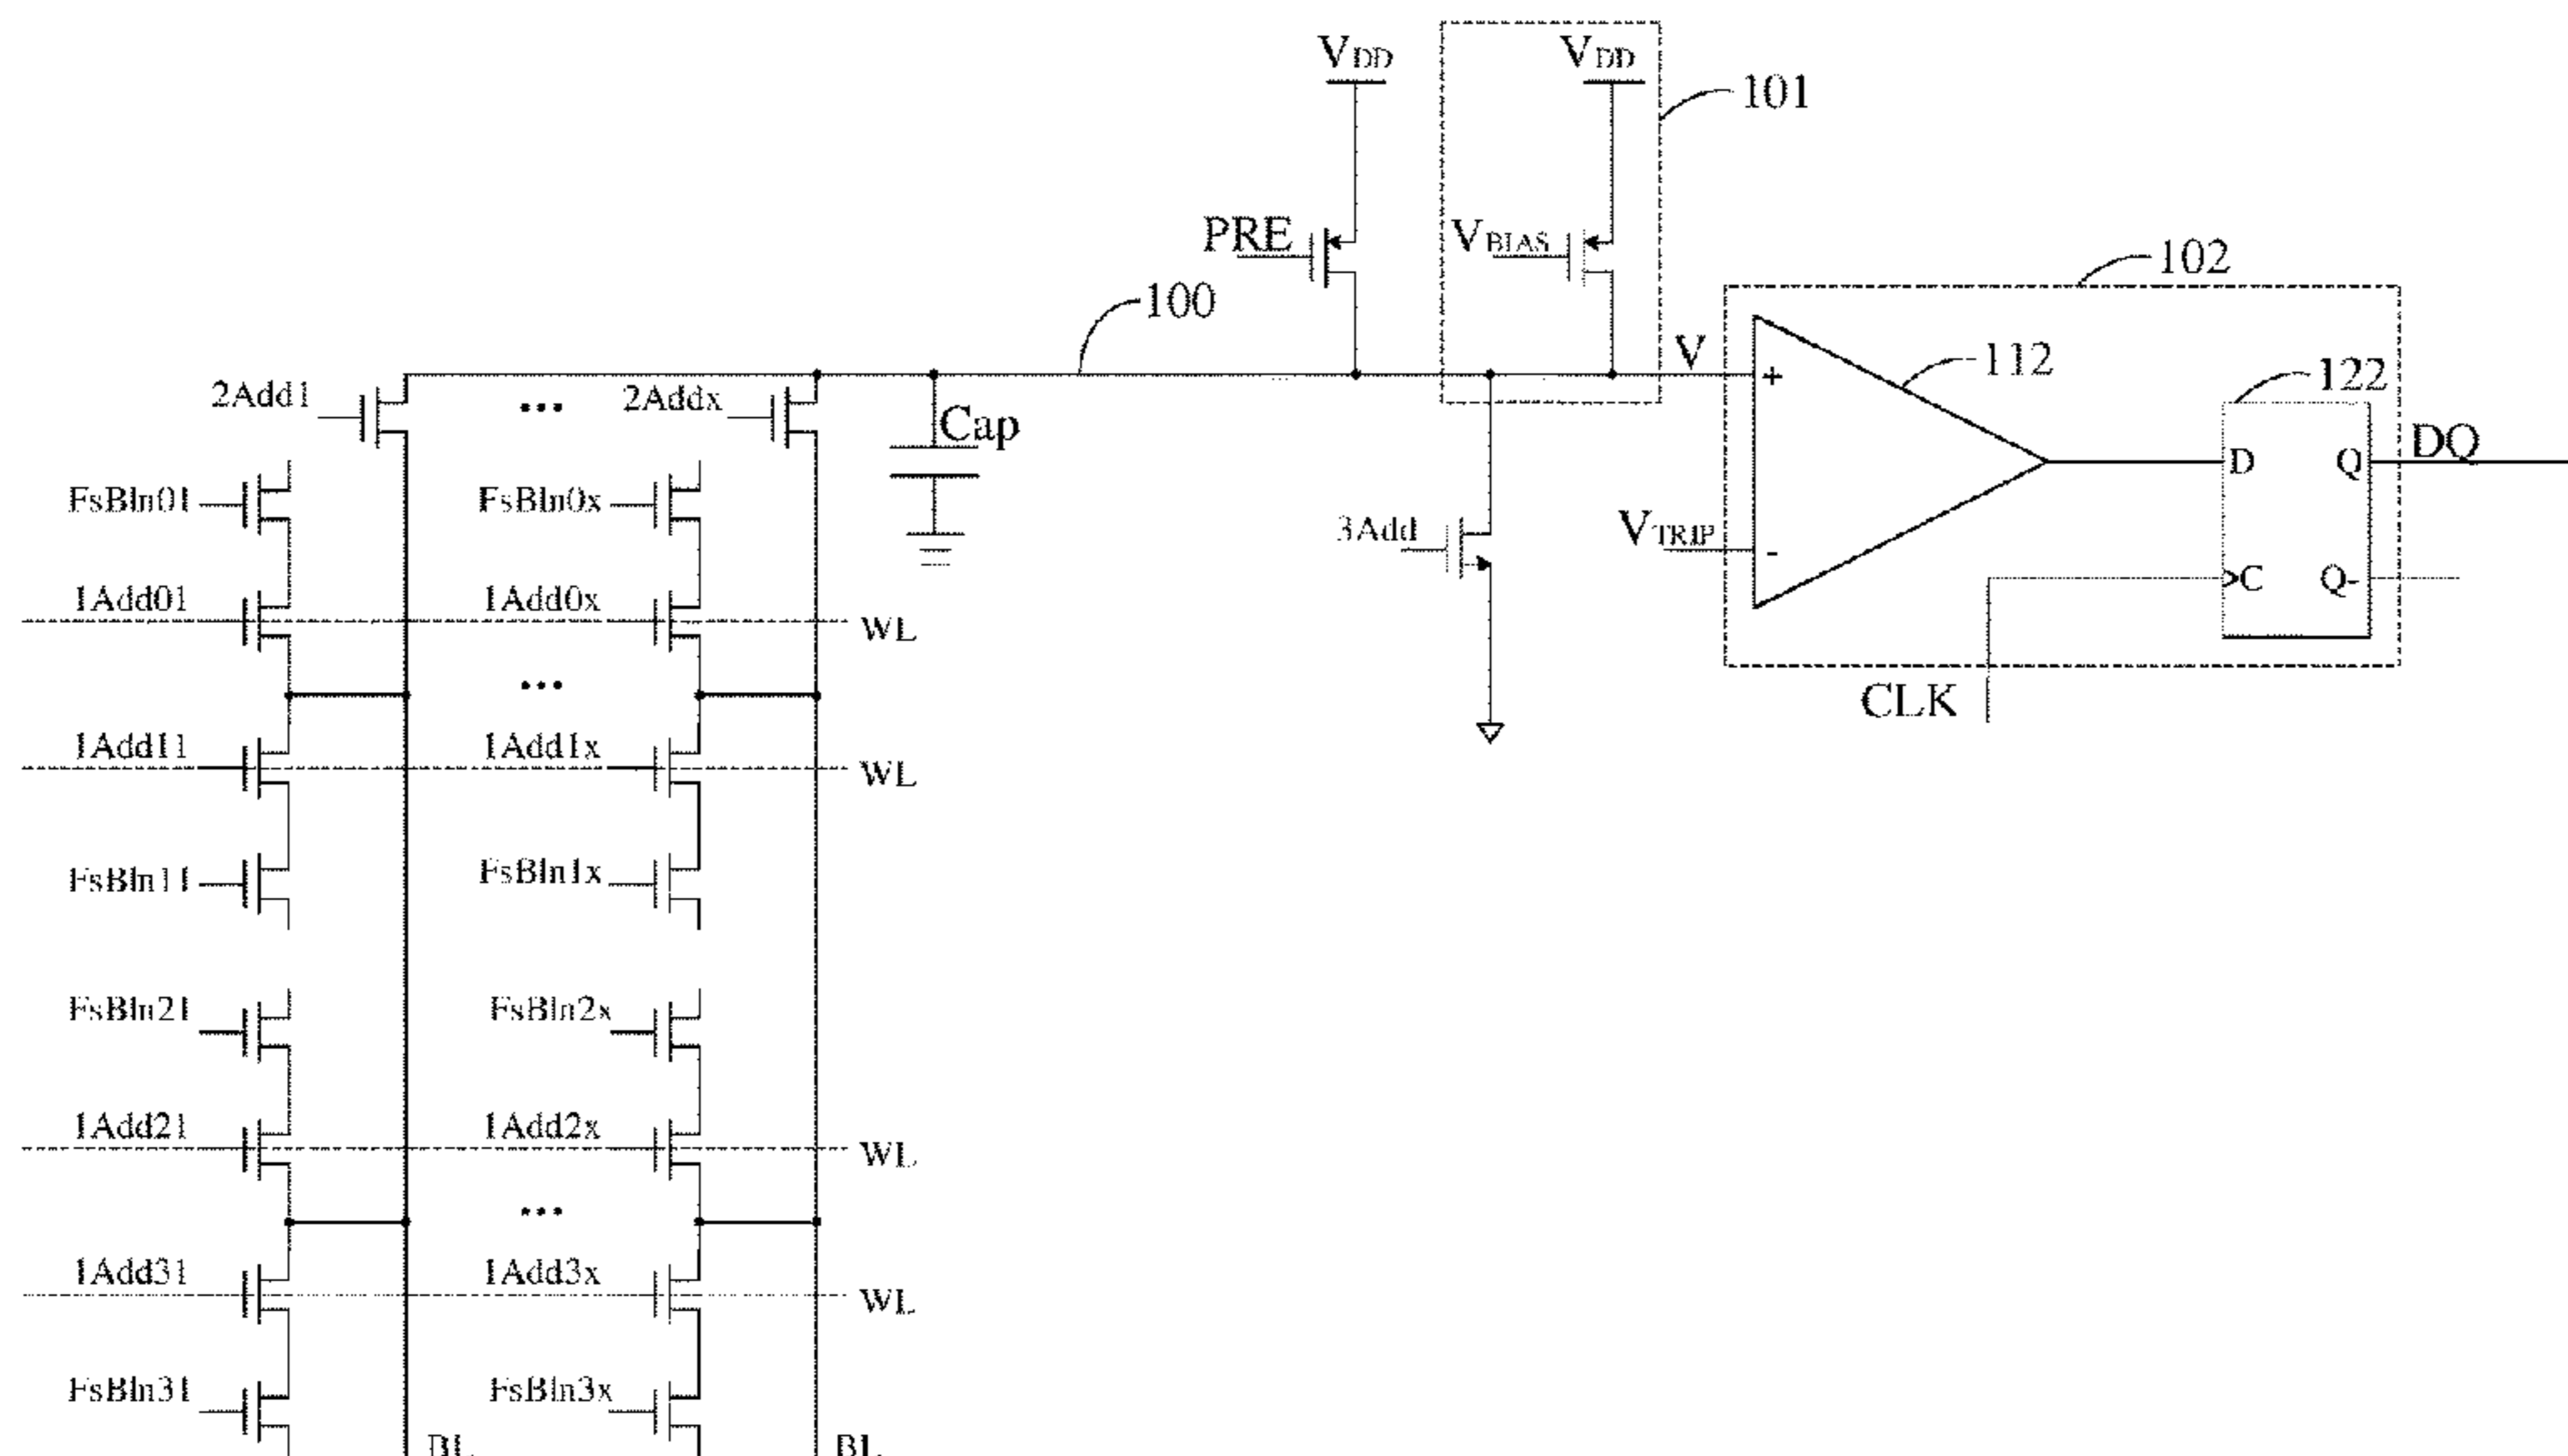 VDD
VDD
101
PRE
VBIAS
102
100
V
+
112
122
2Add1
...
2Addx
Cap
DQ
D
Q
FsBln01
FsBln0x
3Add
VTRIP
-
>C
Q-
1Add01
1Add0x
WL
...
CLK
1Add11
1Add1x
WL
FsBln11
FsBln1x
FsBln21
FsBln2x
1Add21
1Add2x
WL
...
1Add31
1Add3x
WL
FsBln31
FsBln3x
BL
BL